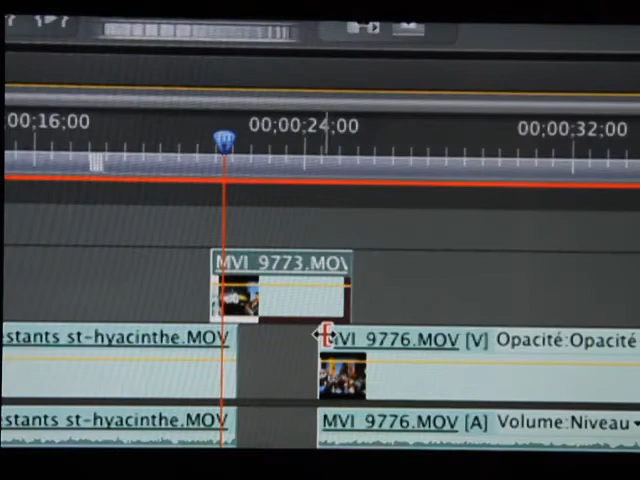 00;16;00 00;00;24;00 00;00;32;00
MVI_9773.MOV
stants st-hyacinthe.MOV MVI_9776.MOV [V] Opacité:Opacité
stants st-hyacinthe.MOV MVI_9776.MOV [A] Volume:Niveau